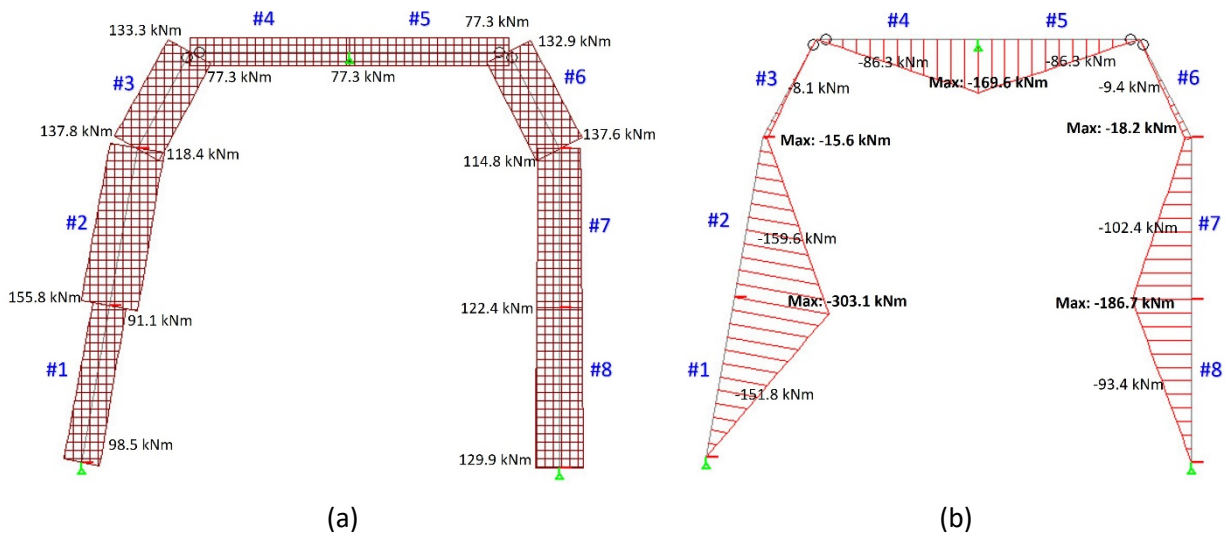 133.3 kNm
#4
#5
77.3 kNm
132.9 kNm
#3
77.3 kNm
77.3 kNm
#6
137.8 kNm
118.4 kNm
114.8 kNm
137.6 kNm
#2
#7
155.8 kNm
91.1 kNm
122.4 kNm
#1
#8
98.5 kNm
129.9 kNm
(a)
#4
#5
#3
-86.3 kNm
-86.3 kNm
Max: -169.6 kNm
#6
-8.1 kNm
-9.4 kNm
Max: -15.6 kNm
Max: -18.2 kNm
#2
#7
-159.6 kNm
-102.4 kNm
Max: -303.1 kNm
Max: -186.7 kNm
#1
#8
-151.8 kNm
-93.4 kNm
(b)